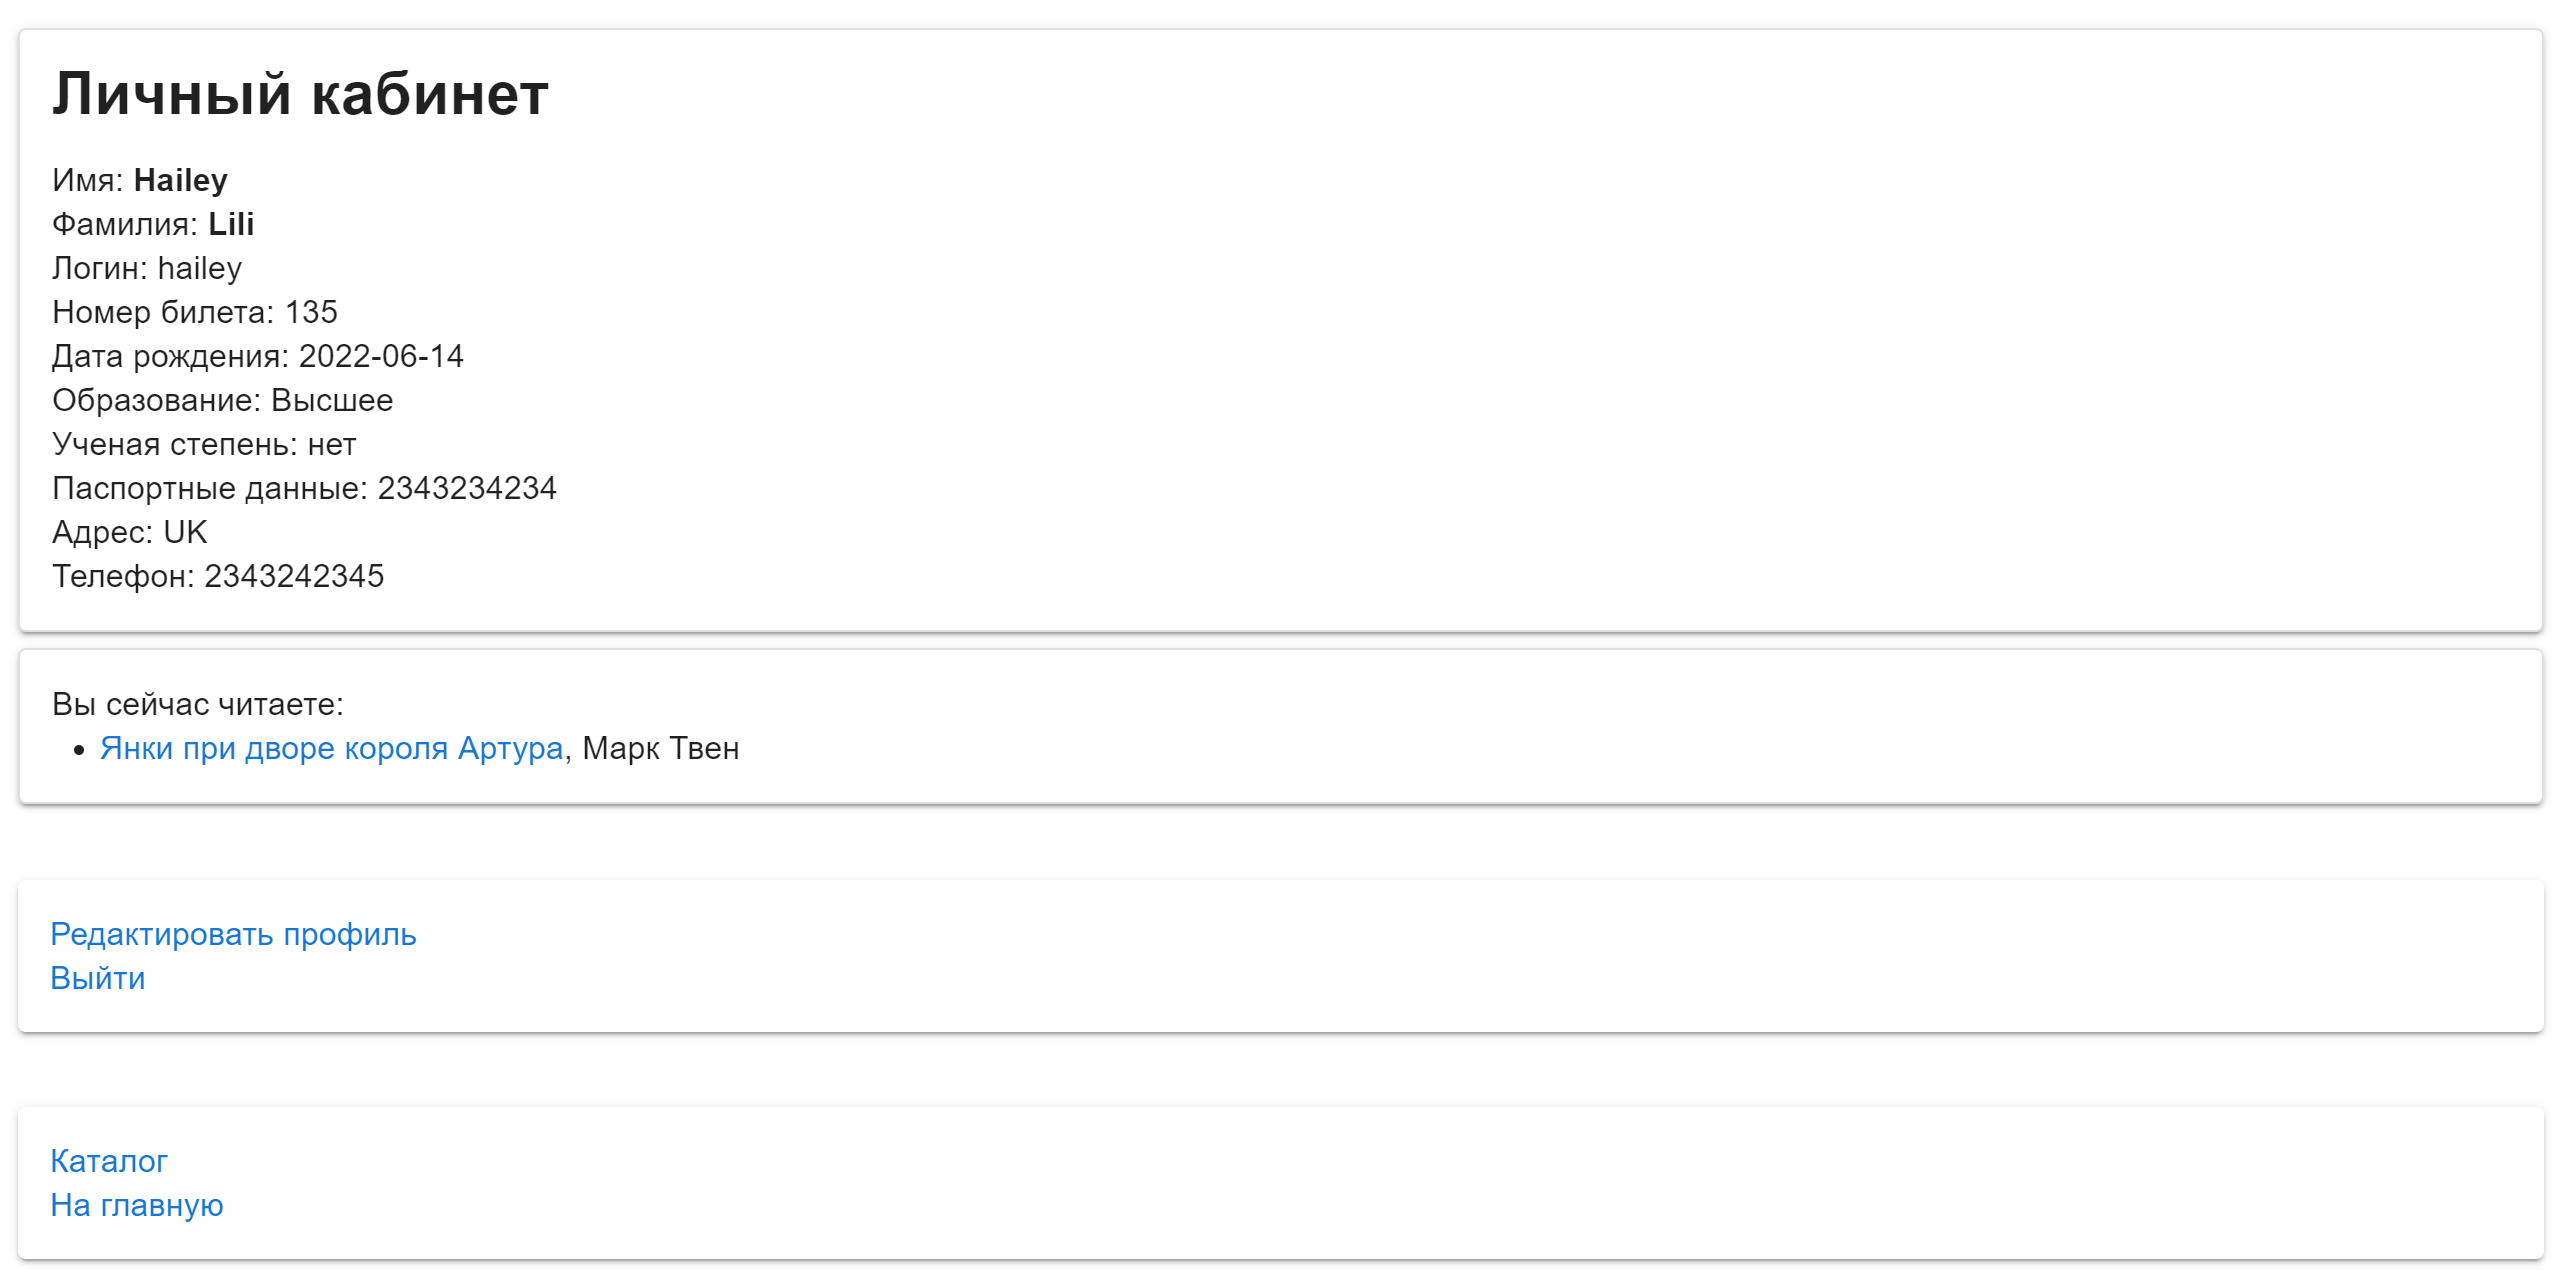 Личный кабинет
Имя: Hailey
Фамилия: Lili
Логин: hailey
Номер билета: 135
Дата рождения: 2022-06-14
Образование: Высшее
Ученая степень: нет
Паспортные данные: 2343234234
Адрес: UK
Телефон: 2343242345
Вы сейчас читаете:
• Янки при дворе короля Артура, Марк Твен
Редактировать профиль
Выйти
Каталог
На главную